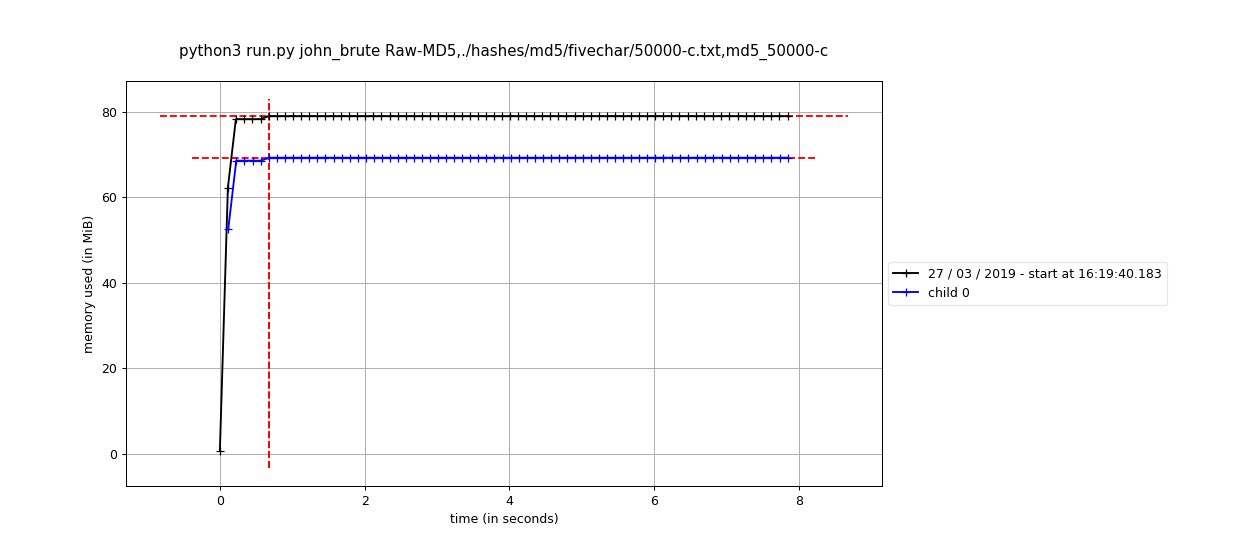 python3 run.py john_brute Raw-MD5,./hashes/md5/fivechar/50000-c.txt,md5_50000-c
80
60
40
20
0
memory used (in MiB)
0 2 4 6 8
time (in seconds)
27 / 03 / 2019 - start at 16:19:40.183
child 0